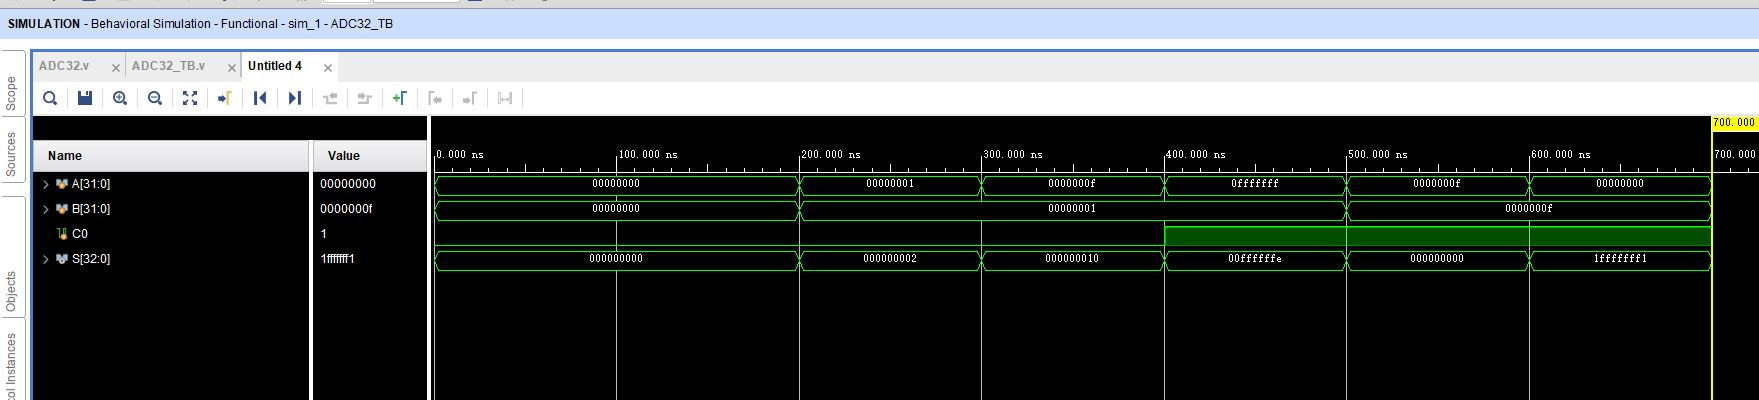 SIMULATION - Behavioral Simulation - Functional - sim_1 - ADC32_TB
ADC32.v
ADC32_TB.v
Untitled 4
Scope
Sources
Objects
col Instances
700.000
Name
Value
0.000 ns
100.000 ns
200.000 ns
300.000 ns
400.000 ns
500.000 ns
600.000 ns
700.000
A[31:0]
00000000
00000000
00000001
0000000f
0fffffff
0000000f
00000000
B[31:0]
0000000f
00000000
00000001
0000000f
C0
1
S[32:0]
1fffffff1
000000000
000000002
000000010
00ffffffe
000000000
1fffffff1